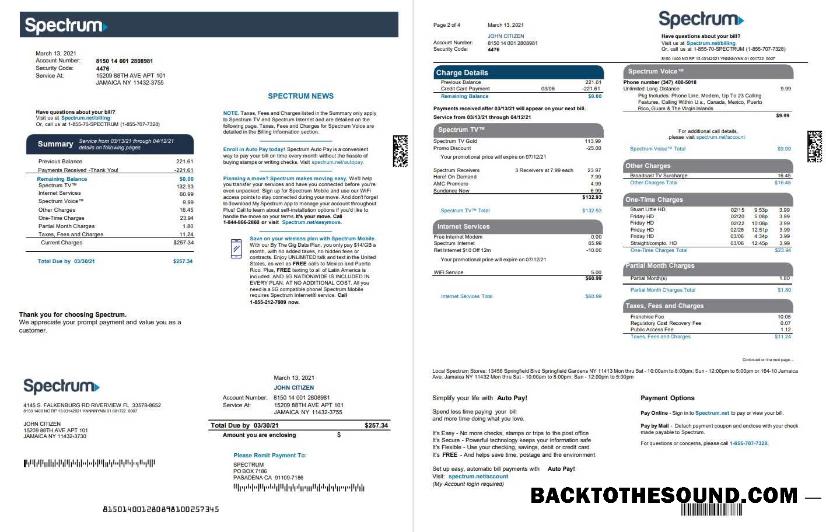 Spectrum
March 13, 2021
Account Number: 8150 14 001 2808981
Security Code: 4476
Service At: 15209 88TH AVE APT 101
JAMAICA NY 11432-3755
Have questions about your bill?
Visit us at Spectrum.net/billing
Or, call us at 1-855-70-SPECTRUM (1-855-707-7328)
Summary Service from 03/13/21 through 04/12/21
details on following pages
Previous Balance 221.61
Payments Received -Thank You! -221.61
Remaining Balance $0.00
Spectrum TV™ 132.93
Internet Services 60.99
Spectrum Voice™ 9.99
Other Charges 16.45
One-Time Charges 23.94
Partial Month Charges 1.80
Taxes, Fees and Charges 11.24
Current Charges $257.34
Total Due by 03/30/21 $257.34
Thank you for choosing Spectrum.
We appreciate your prompt payment and value you as a
customer.
SPECTRUM NEWS
NOTE. Taxes, Fees and Charges listed in the Summary only apply
to Spectrum TV and Spectrum Internet and are detailed on the
following page. Taxes, Fees and Charges for Spectrum Voice are
detailed in the Billing Information section.
Enroll in Auto Pay today! Spectrum Auto Pay is a convenient
way to pay your bill on time every month without the hassle of
buying stamps or writing checks. Visit spectrum.net/autopay.
Planning a move? Spectrum makes moving easy. We'll help
you transfer your services and have you connected before you're
even unpacked. Sign up for Spectrum Mobile and use our WiFi
access points to stay connected during your move. And don't forget
to download My Spectrum app to manage your account throughout!
Plus! Call to learn about self-installation options if you'd like to
handle the move on your terms. It's your move. Call
1-844-856-2880 or visit Spectrum.com/easymove.
Save on your wireless plan with Spectrum Mobile.
With our By The Gig Data Plan, you only pay $14/GB a
month, with no added taxes, no hidden fees or
contracts. Enjoy UNLIMITED talk and text in the United
States, as well as FREE calls to Mexico and Puerto
Rico. Plus, FREE texting to all of Latin America is
included. AND 5G NATIONWIDE IS INCLUDED IN
EVERY PLAN, AT NO ADDITIONAL COST. All you
need is a 5G compatible phone! Spectrum Mobile
requires Spectrum Internet® service. Call
1-855-212-7809 now.
Spectrum
4145 S. FALKENBURG RD RIVERVIEW FL 33578-8652
JOHN CITIZEN
15209 88TH AVE APT 101
JAMAICA NY 11432-3730
March 13, 2021
JOHN CITIZEN
Account Number: 8150 14 001 2808981
Service At: 15209 88TH AVE APT 101
JAMAICA NY 11432-3755
Total Due by 03/30/21 $257.34
Amount you are enclosing $
Please Remit Payment To:
SPECTRUM
PO BOX 7186
PASADENA CA 91109-7186
815014001280898100257345
Page 2 of 4 March 13, 2021
JOHN CITIZEN
Account Number: 8150 14 001 2808981
Security Code: 4476
Spectrum
Have questions about your bill?
Visit us at Spectrum.net/billing
Or, call us at 1-855-70-SPECTRUM (1-855-707-7328)
Charge Details
Previous Balance 221.61
Credit Card Payment 03/06 -221.61
Remaining Balance $0.00
Payments received after 03/13/21 will appear on your next bill.
Service from 03/13/21 through 04/12/21
Spectrum TV™
Spectrum TV Gold 113.99
Promo Discount -25.00
Your promotional price will expire on 07/12/21
Spectrum Receivers 3 Receivers at 7.99 each 23.97
Here! On Demand 7.99
AMC Promotro 4.99
Sundance Now 6.99
$132.93
Spectrum TV™ Total $132.93
Internet Services
Free Internet Modem 0.00
Spectrum Internet 65.99
Ret Internet $10 Off 12m -10.00
Your promotional price will expire on 07/12/21
WiFi Service 5.00
$60.99
Internet Services Total $60.99
Spectrum Voice™
Phone number (347) 408-5018
Unlimited Long Distance 9.99
Pkg Includes: Phone Line, Modem, Up To 23 Calling
Features, Calling Within U.s., Canada, Mexico, Puerto
Rico, Guam & The Virgin Islands
$9.99
For additional call details,
please visit Spectrum.net/account
Spectrum Voice™ Total $9.99
Other Charges
Broadcast TV Surcharge 16.45
Other Charges Total $16.45
One-Time Charges
Stuart Little HD 02/15 9:53p 3.99
Friday HD 02/20 5:08p 3.99
Friday HD 02/22 10:08p 3.99
Friday HD 02/28 12:51p 3.99
Friday HD 03/06 4:34p 3.99
Straightcompto. HD 03/06 12:45p 3.99
One-Time Charges Total $23.94
Partial Month Charges
Partial Month(s) 1.80
Partial Month Charges Total $1.80
Taxes, Fees and Charges
Franchise Fee 10.05
Regulatory Cost Recovery Fee 0.07
Public Access Fee 1.12
Taxes, Fees and Charges $11.24
Continued on the next page...
Local Spectrum Stores: 13456 Springfield Blvd Springfield Gardens NY 11413 Mon thru Sat - 10:00am to 8:00pm; Sun - 12:00pm to 5:00pm or 164-10 Jamaica
Ave, Jamaica NY 11432 Mon thru Sat - 10:00am to 8:00pm; Sun - 12:00pm to 5:00pm
Simplify your life with Auto Pay!
Spend less time paying your bill
and more time doing what you love.
It's Easy - No more checks, stamps or trips to the post office
It's Secure - Powerful technology keeps your information safe
It's Flexible - Use your checking, savings, debit or credit card
It's FREE - And helps save time, postage and the environment
Set up easy, automatic bill payments with Auto Pay!
Visit: spectrum.net/account
(My Account login required)
Payment Options
Pay Online - Sign in to Spectrum.net to pay or view your bill.
Pay by Mail - Detach payment coupon and enclose with your check
made payable to Spectrum.
For questions or concerns, please call 1-855-707-7328.
BACKTOTHESOUND.COM